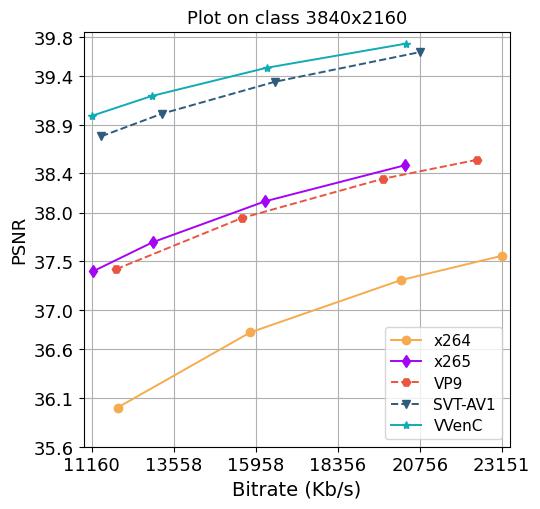 Plot on class 3840x2160
39.8
39.4
38.9
38.4
38.0
37.5
37.0
36.6
36.1
35.6
PSNR
x264
x265
VP9
SVT-AV1
VVenC
11160 13558 15958 18356 20756 23151
Bitrate (Kb/s)